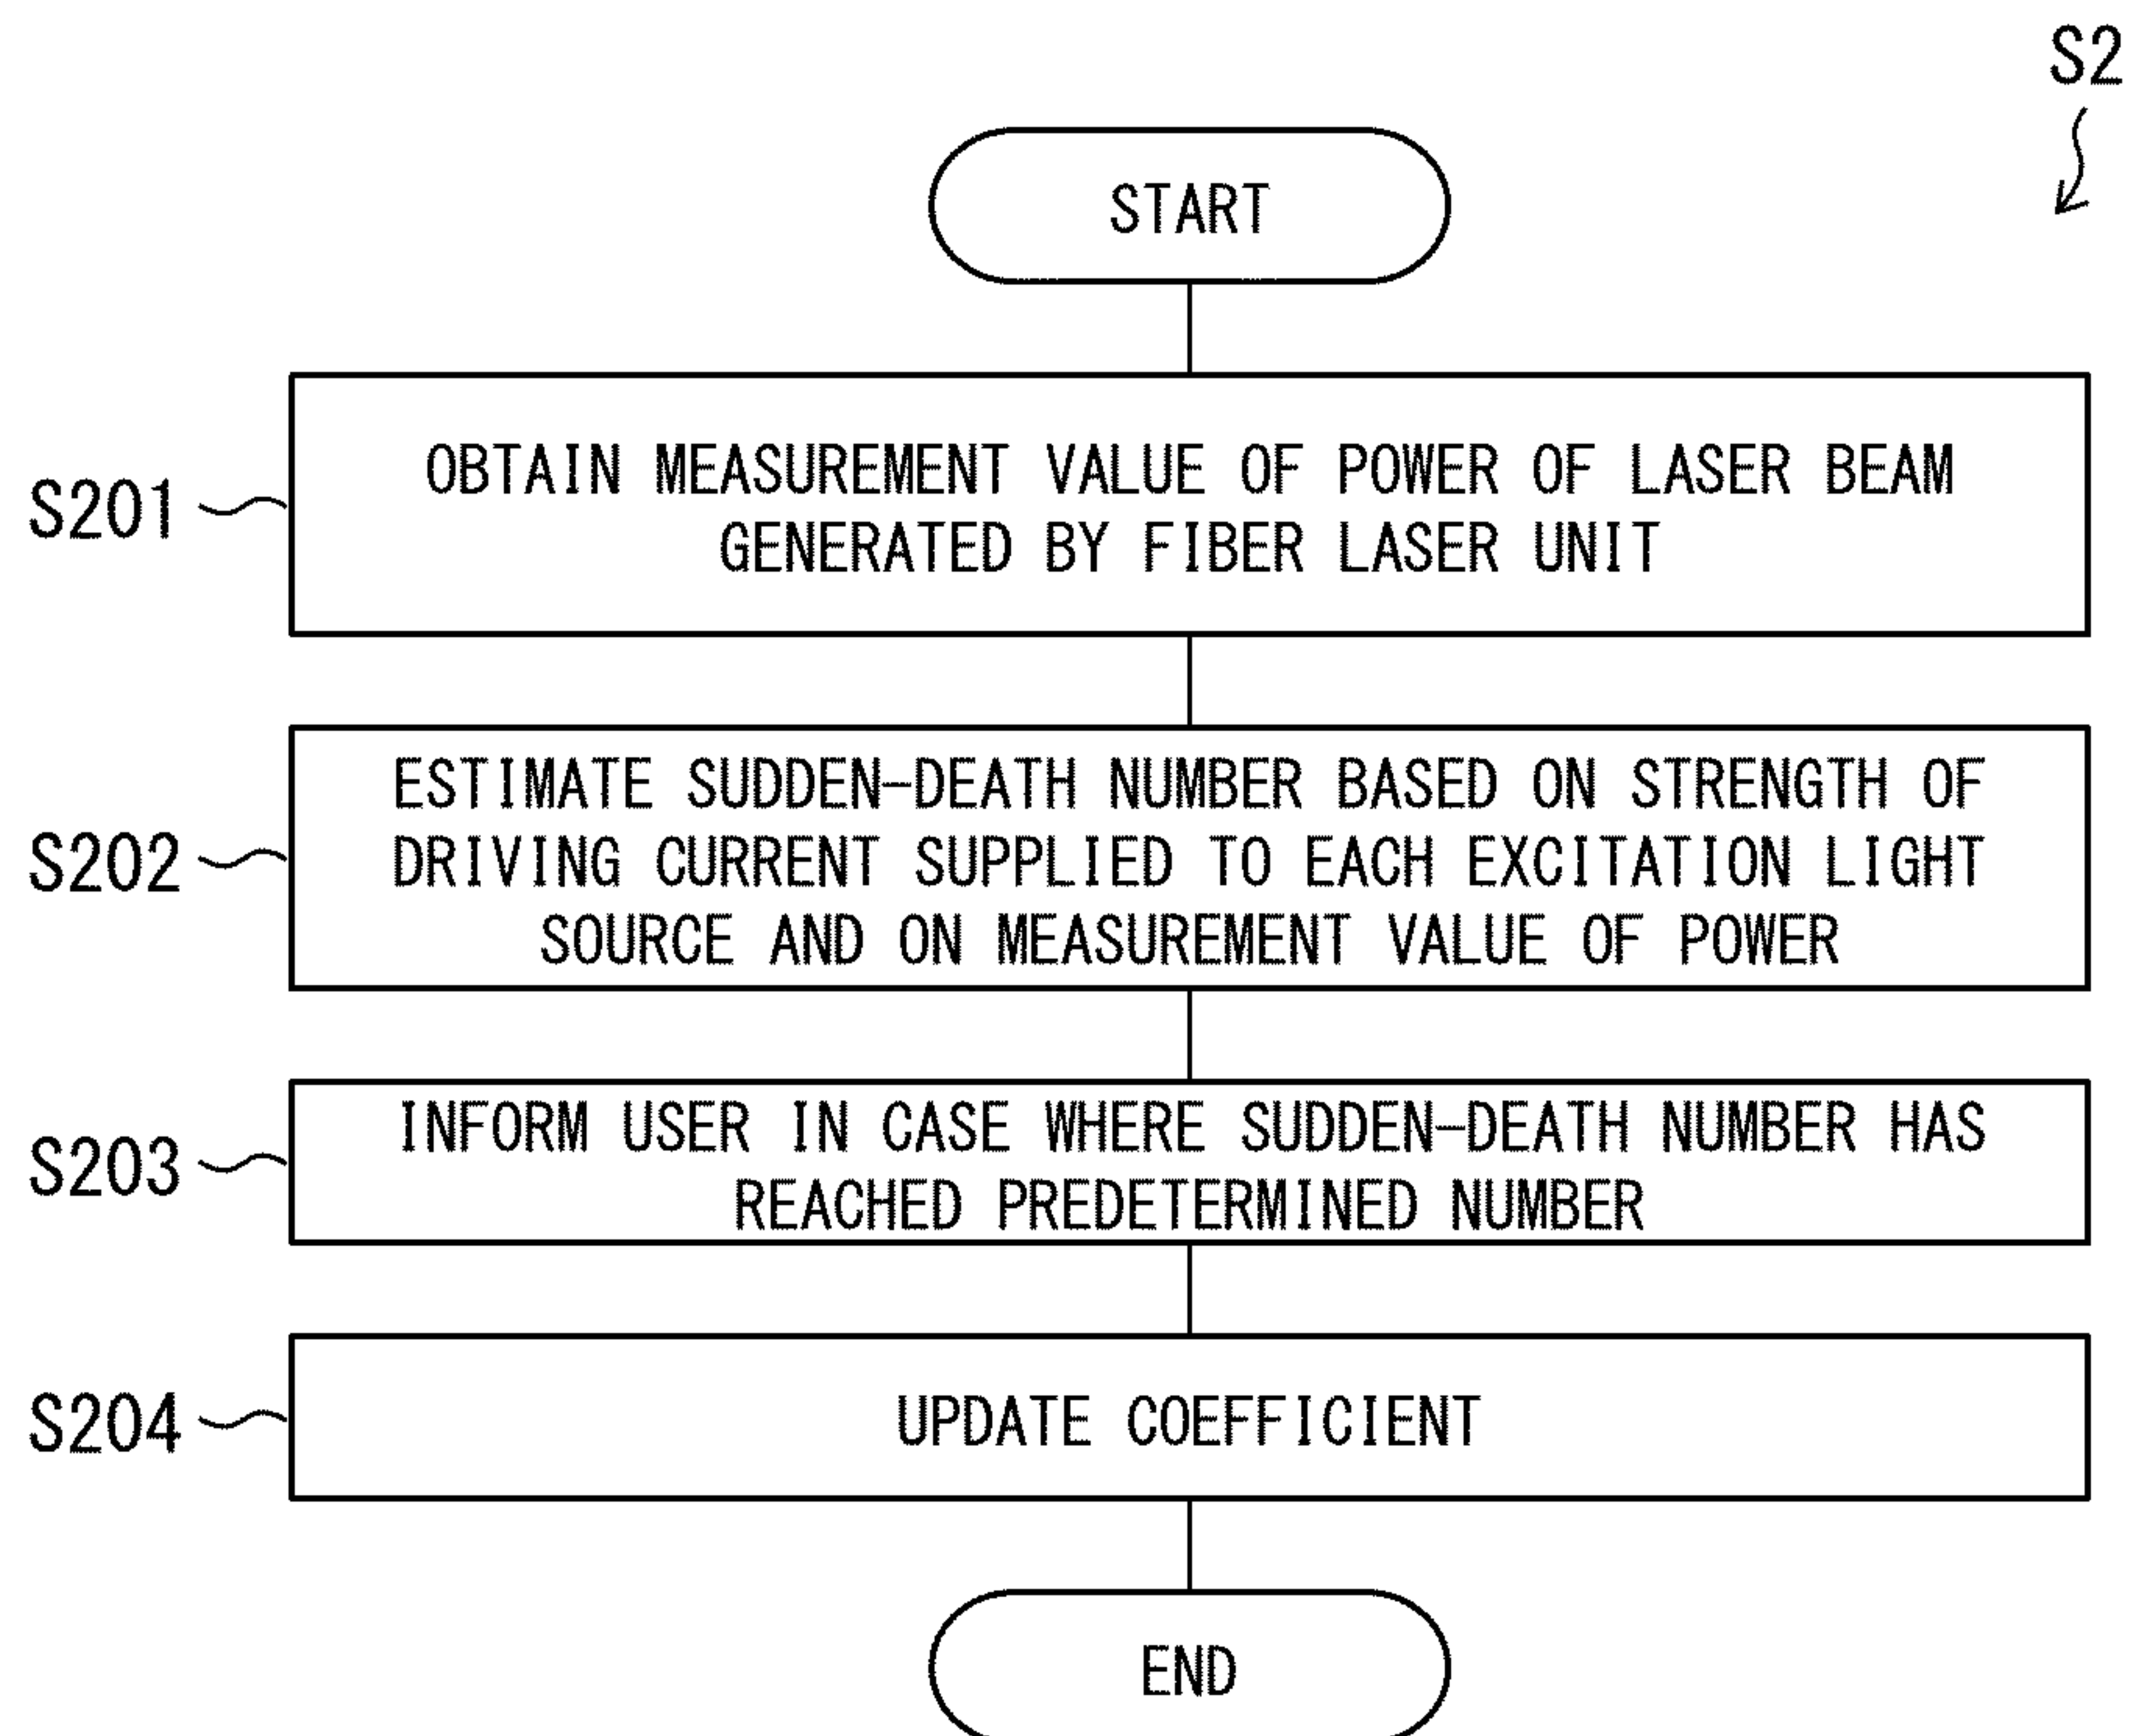 S2
START
S201
OBTAIN MEASUREMENT VALUE OF POWER OF LASER BEAM
GENERATED BY FIBER LASER UNIT
S202
ESTIMATE SUDDEN-DEATH NUMBER BASED ON STRENGTH OF
DRIVING CURRENT SUPPLIED TO EACH EXCITATION LIGHT
SOURCE AND ON MEASUREMENT VALUE OF POWER
S203
INFORM USER IN CASE WHERE SUDDEN-DEATH NUMBER HAS
REACHED PREDETERMINED NUMBER
S204
UPDATE COEFFICIENT
END